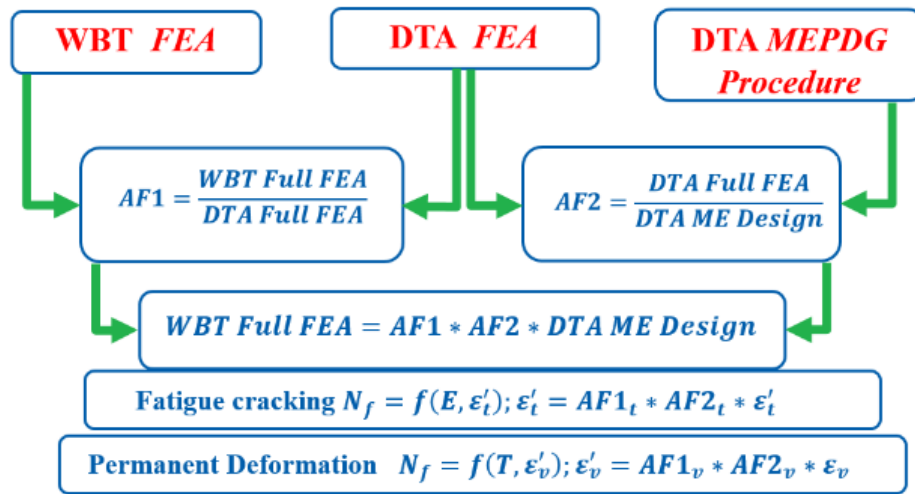 WBT FEA
DTA FEA
DTA MEPDG
Procedure
AF1 = WBT Full FEA / DTA Full FEA
AF2 = DTA Full FEA / DTA ME Design
WBT Full FEA = AF1 * AF2 * DTA ME Design
Fatigue cracking N_f = f(E, ε'_t); ε'_t = AF1_t * AF2_t * ε'_t
Permanent Deformation N_f = f(T, ε'_v); ε'_v = AF1_v * AF2_v * ε_v